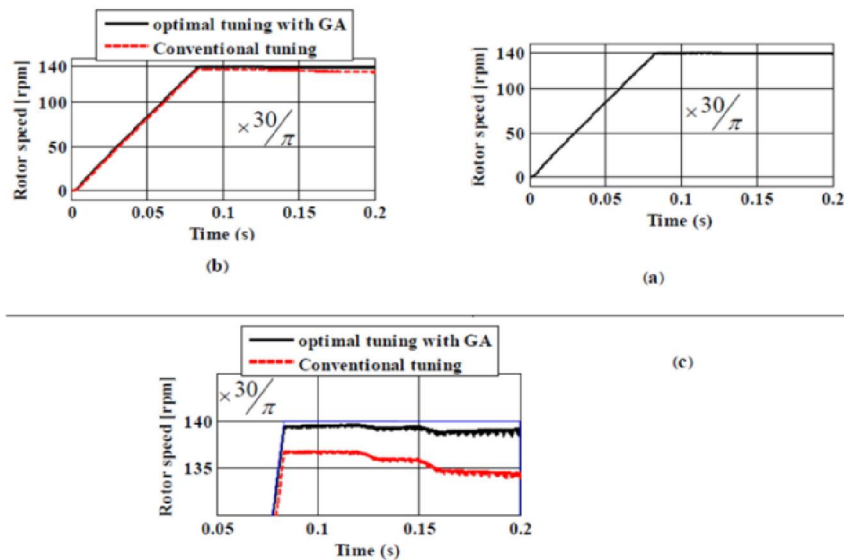 optimal tuning with GA
Conventional tuning
Rotor speed [rpm]
140
100
50
0
×30/π
0 0.05 0.1 0.15 0.2
Time (s)
(b)
Rotor speed [rpm]
140
100
50
0
×30/π
0 0.05 0.1 0.15 0.2
Time (s)
(a)
optimal tuning with GA
Conventional tuning
(c)
Rotor speed [rpm]
×30/π
140
135
0.05 0.1 0.15 0.2
Time (s)